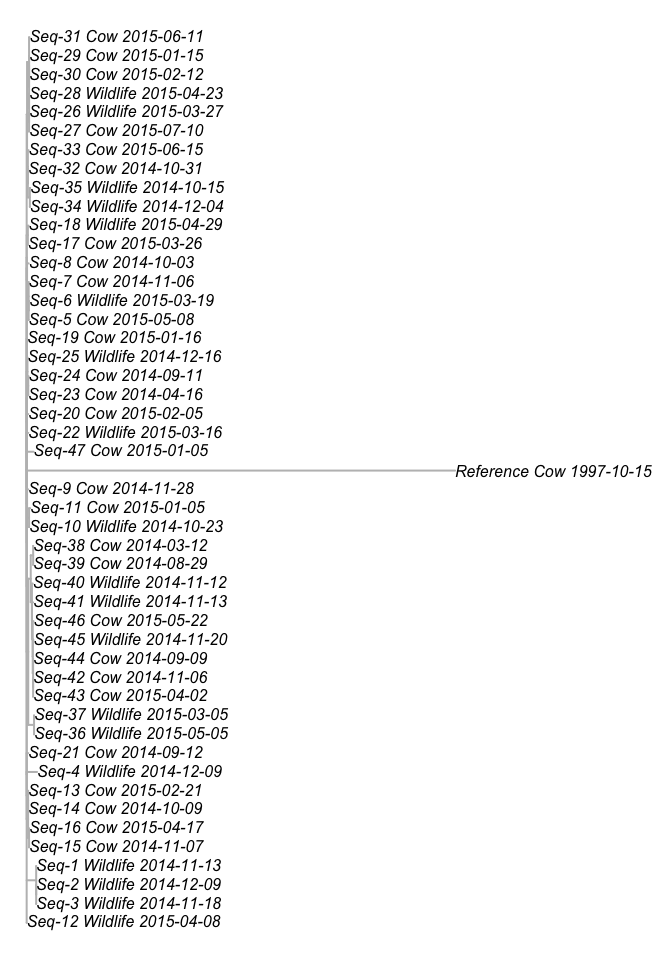 Seq-31 Cow 2015-06-11
Seq-29 Cow 2015-01-15
Seq-30 Cow 2015-02-12
Seq-28 Wildlife 2015-04-23
Seq-26 Wildlife 2015-03-27
Seq-27 Cow 2015-07-10
Seq-33 Cow 2015-06-15
Seq-32 Cow 2014-10-31
Seq-35 Wildlife 2014-10-15
Seq-34 Wildlife 2014-12-04
Seq-18 Wildlife 2015-04-29
Seq-17 Cow 2015-03-26
Seq-8 Cow 2014-10-03
Seq-7 Cow 2014-11-06
Seq-6 Wildlife 2015-03-19
Seq-5 Cow 2015-05-08
Seq-19 Cow 2015-01-16
Seq-25 Wildlife 2014-12-16
Seq-24 Cow 2014-09-11
Seq-23 Cow 2014-04-16
Seq-20 Cow 2015-02-05
Seq-22 Wildlife 2015-03-16
Seq-47 Cow 2015-01-05
Reference Cow 1997-10-15
Seq-9 Cow 2014-11-28
Seq-11 Cow 2015-01-05
Seq-10 Wildlife 2014-10-23
Seq-38 Cow 2014-03-12
Seq-39 Cow 2014-08-29
Seq-40 Wildlife 2014-11-12
Seq-41 Wildlife 2014-11-13
Seq-46 Cow 2015-05-22
Seq-45 Wildlife 2014-11-20
Seq-44 Cow 2014-09-09
Seq-42 Cow 2014-11-06
Seq-43 Cow 2015-04-02
Seq-37 Wildlife 2015-03-05
Seq-36 Wildlife 2015-05-05
Seq-21 Cow 2014-09-12
Seq-4 Wildlife 2014-12-09
Seq-13 Cow 2015-02-21
Seq-14 Cow 2014-10-09
Seq-16 Cow 2015-04-17
Seq-15 Cow 2014-11-07
Seq-1 Wildlife 2014-11-13
Seq-2 Wildlife 2014-12-09
Seq-3 Wildlife 2014-11-18
Seq-12 Wildlife 2015-04-08